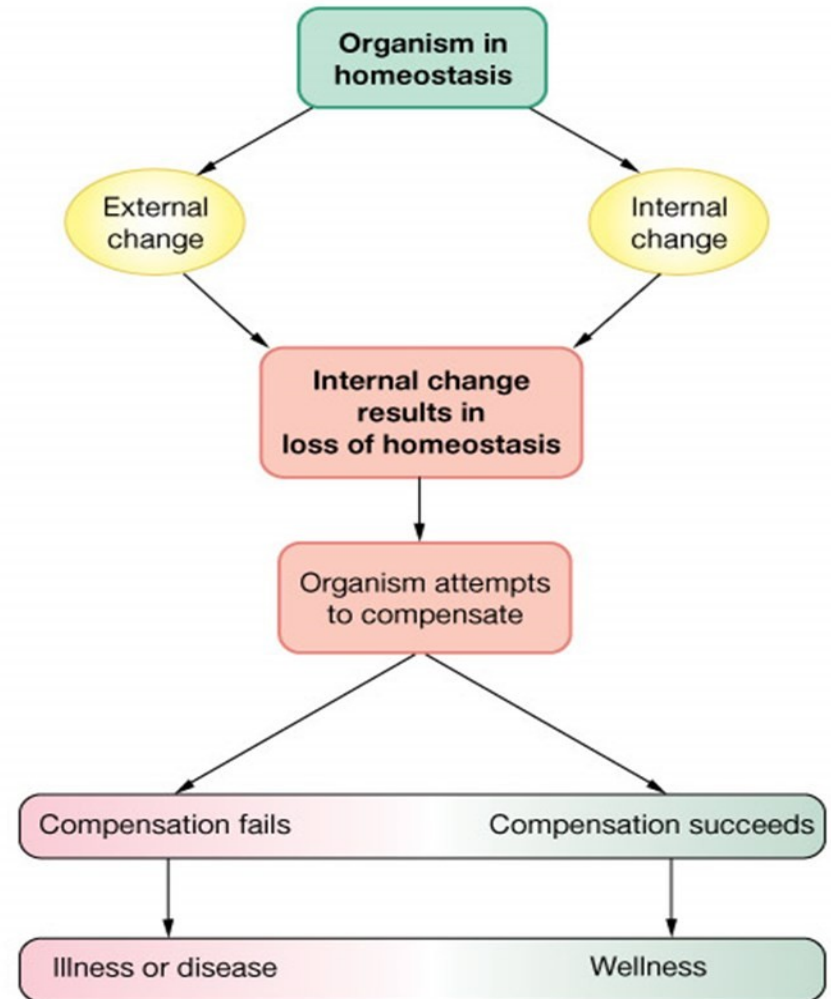 Organism in
homeostasis
External
change
Internal
change
Internal change
results in
loss of homeostasis
Organism attempts
to compensate
Compensation fails
Compensation succeeds
Illness or disease
Wellness